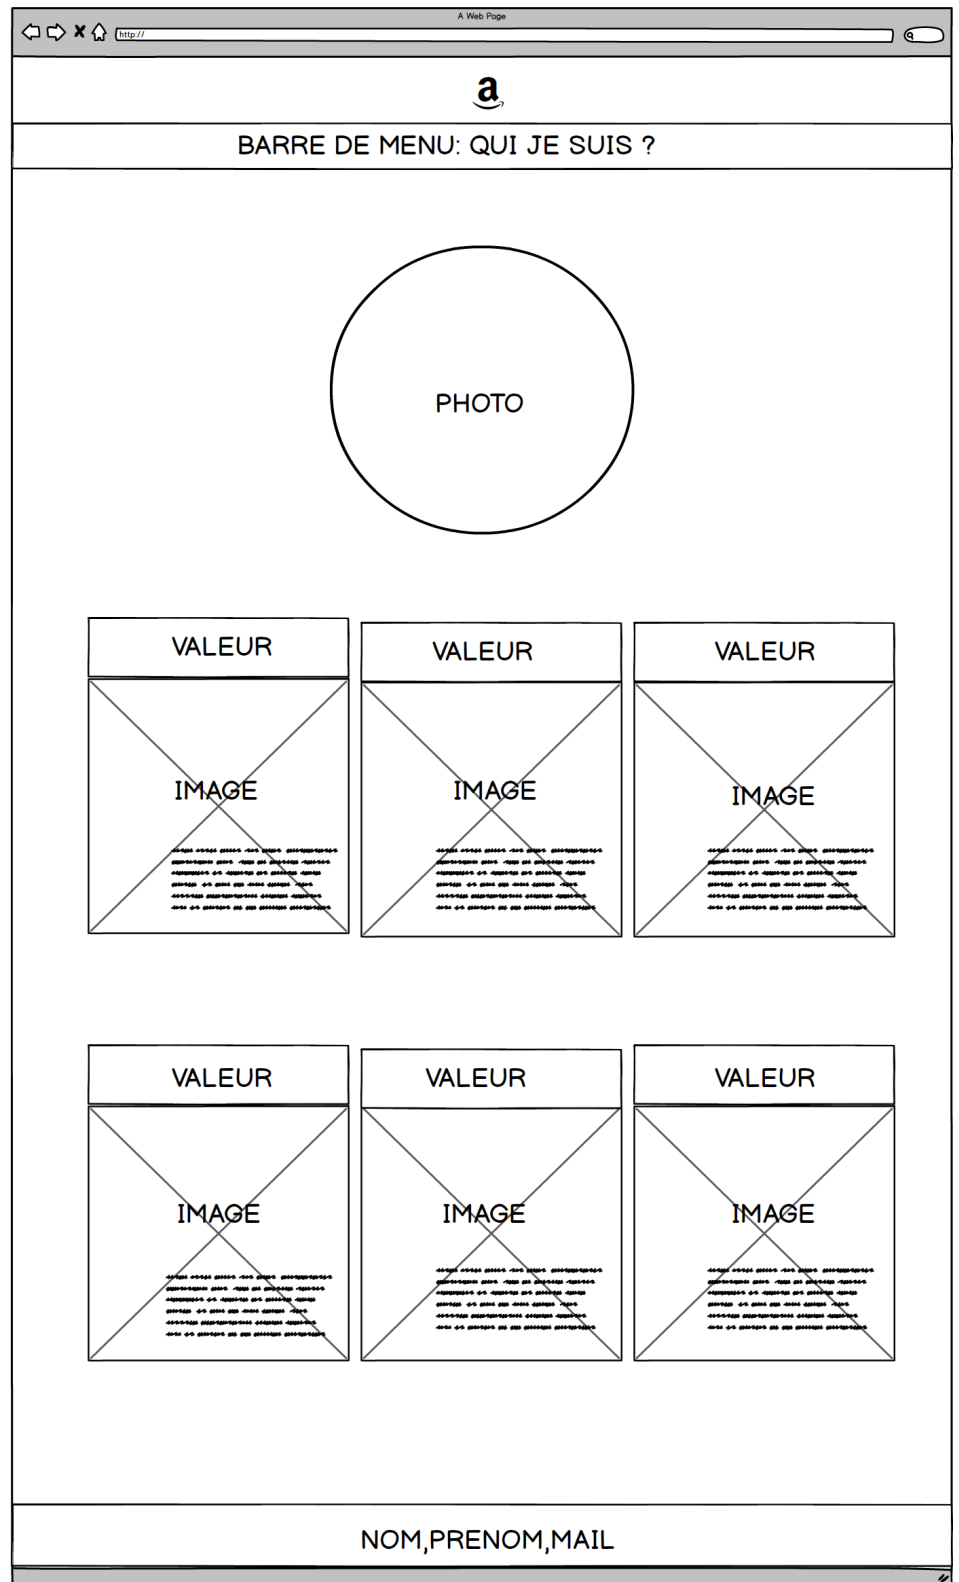 A Web Page
http://
a
BARRE DE MENU: QUI JE SUIS ?
PHOTO
VALEUR VALEUR VALEUR
IMAGE IMAGE IMAGE
VALEUR VALEUR VALEUR
IMAGE IMAGE IMAGE
NOM,PRENOM,MAIL